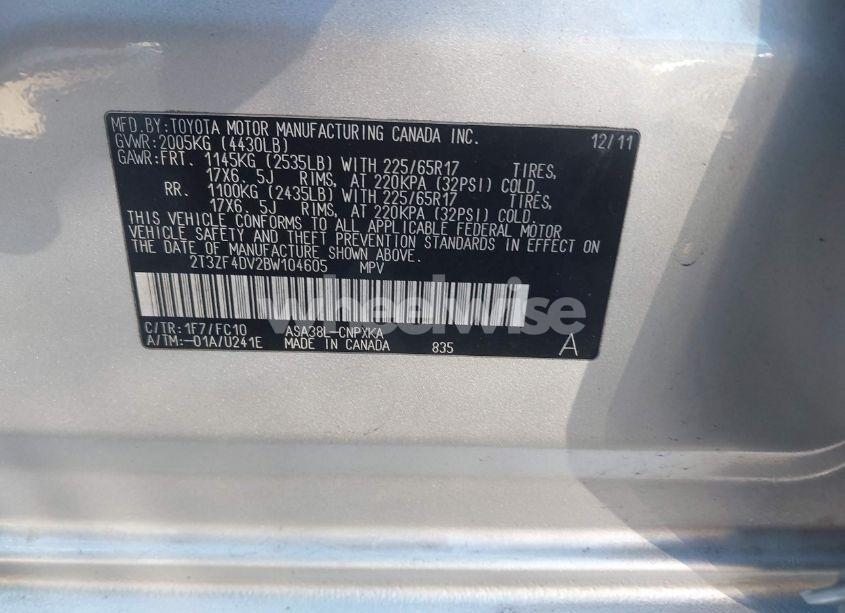 MFD.BY:TOYOTA MOTOR MANUFACTURING CANADA INC. 12/11
GVWR:2005KG (4430LB)
GAWR:FRT. 1145KG (2535LB) WITH 225/65R17 TIRES,
17X6. 5J RIMS, AT 220KPA (32PSI) COLD.
RR. 1100KG (2435LB) WITH 225/65R17 TIRES,
17X6. 5J RIMS, AT 220KPA (32PSI) COLD.
THIS VEHICLE CONFORMS TO ALL APPLICABLE FEDERAL MOTOR
VEHICLE SAFETY AND THEFT PREVENTION STANDARDS IN EFFECT ON
THE DATE OF MANUFACTURE SHOWN ABOVE.
2T3ZF4DV2BW104605 MPV
wheelwise
C/TR:1F7/FC10 ASA38L-CNPXKA
A/TM:-01A/U241E MADE IN CANADA 835 A